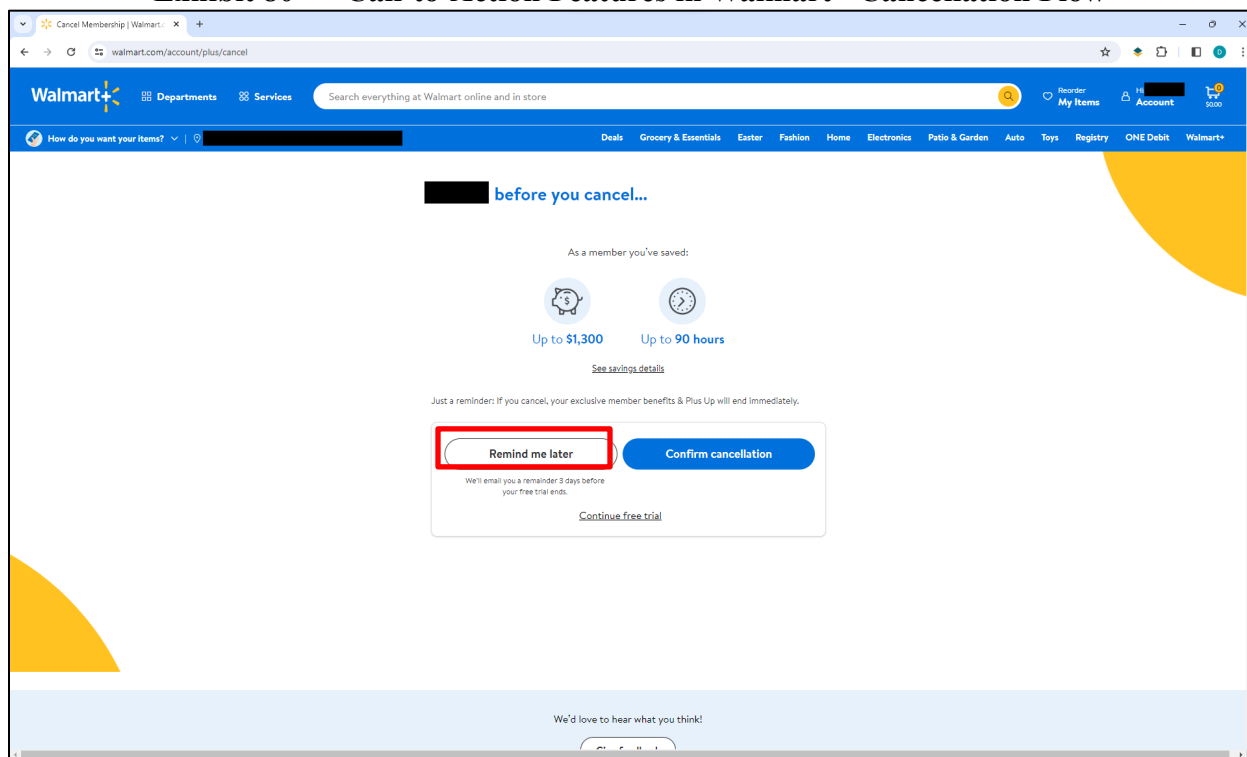 Cancel Membership | Walmart.c
walmart.com/account/plus/cancel
Walmart+ Departments Services Search everything at Walmart online and in store Reorder My Items Hi Account 0 $0.00
How do you want your items? Deals Grocery & Essentials Easter Fashion Home Electronics Patio & Garden Auto Toys Registry ONE Debit Walmart+
before you cancel...
As a member you've saved:
Up to $1,300 Up to 90 hours
See savings details
Just a reminder: If you cancel, your exclusive member benefits & Plus Up will end immediately.
Remind me later Confirm cancellation
We'll email you a remainder 3 days before
your free trial ends.
Continue free trial
We'd love to hear what you think!